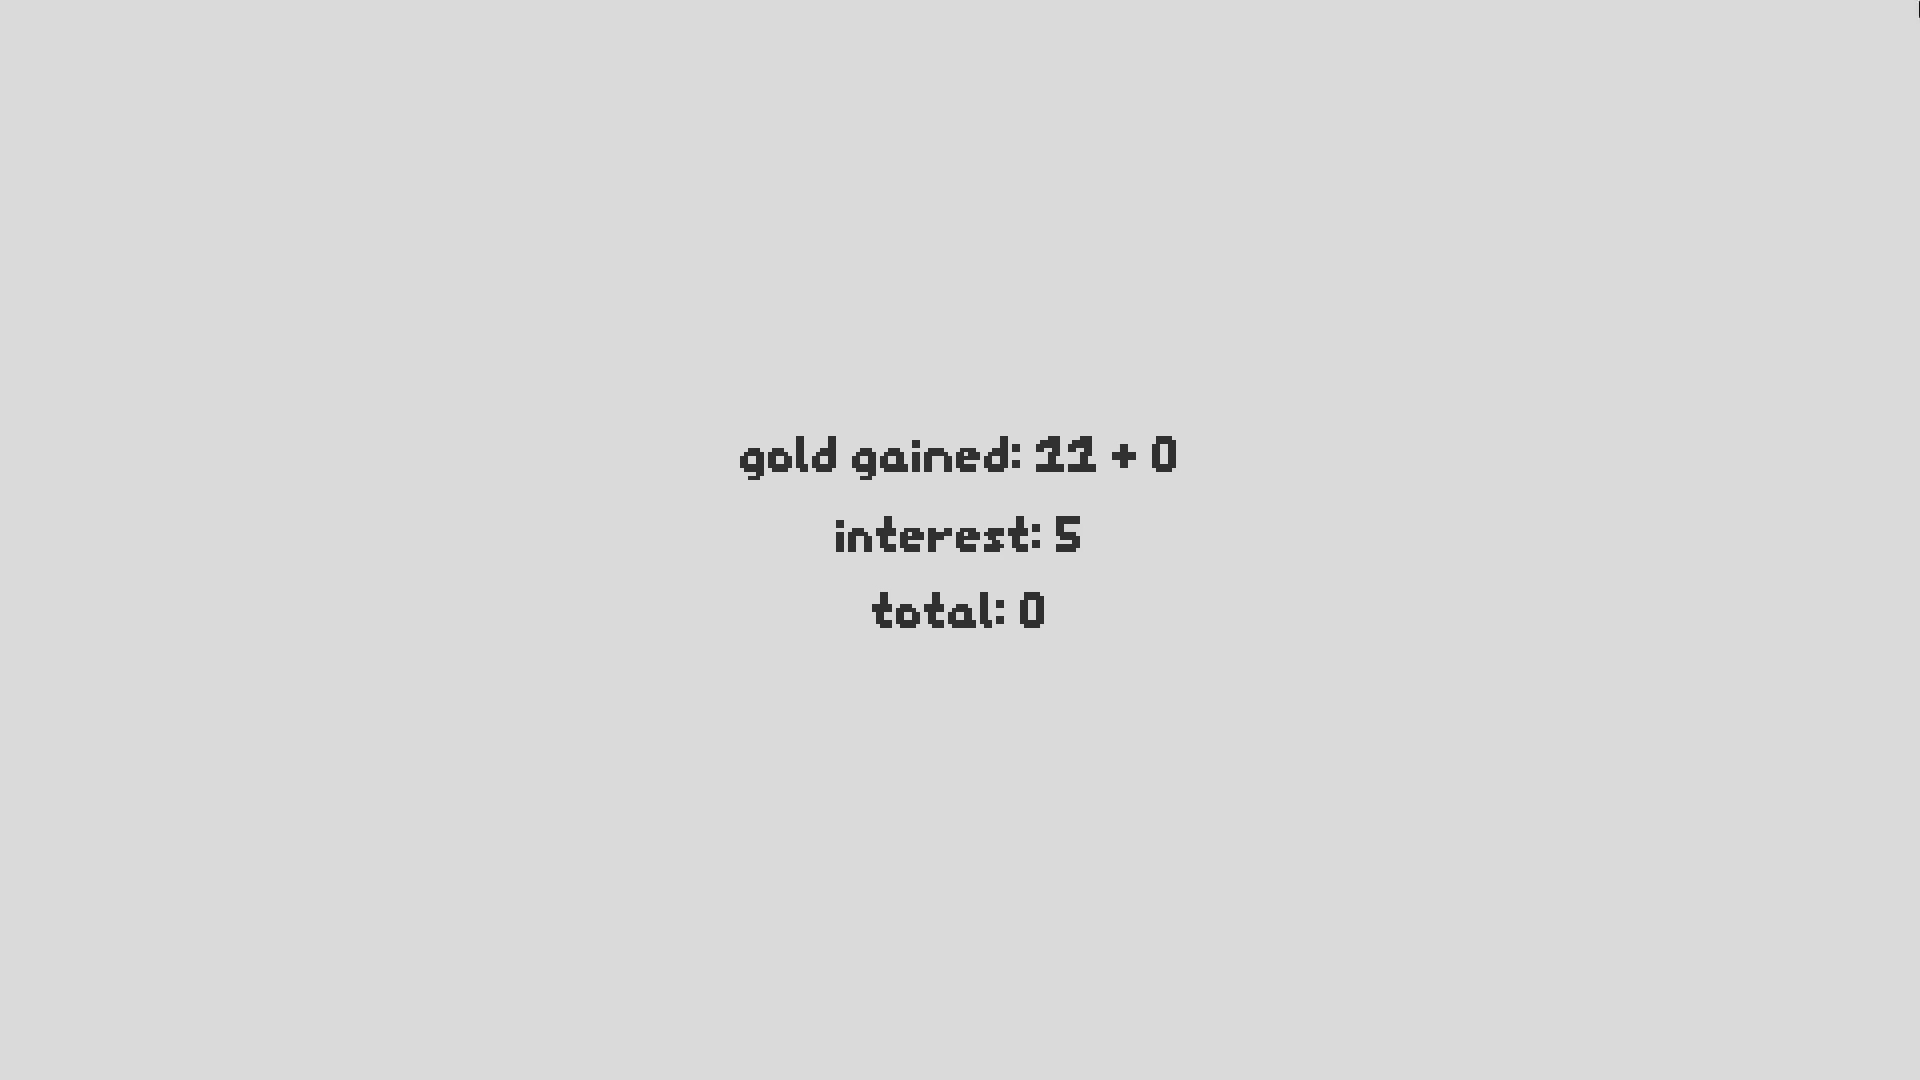 gold gained: 11 + 0
interest: 5
total: 0